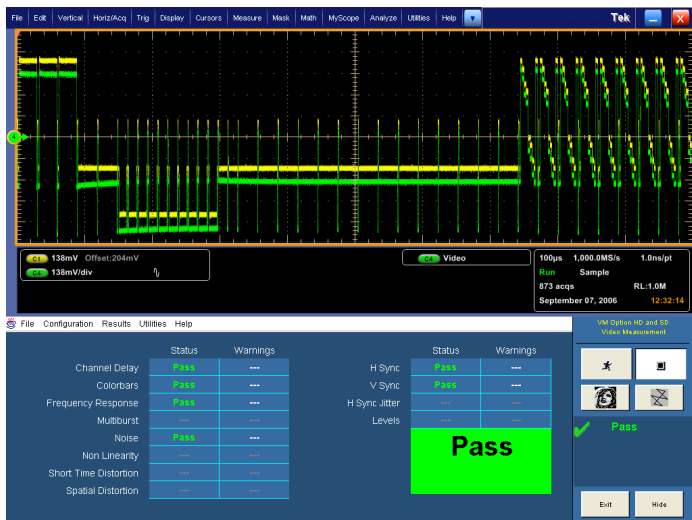 File Edit Vertical Horiz/Acq Trig Display Cursors Measure Mask Math MyScope Analyze Utilities Help Tek X
C1 138mV Offset:204mV
C4 138mV/div
C4 Video
100µs 1,000.0MS/s 1.0ns/pt
Run Sample
873 acqs RL:1.0M
September 07, 2006 12:32:14
File Configuration Results Utilities Help
VM Option HD and SD
Video Measurement
Status Warnings Status Warnings
Channel Delay Pass --- H Sync Pass ---
Colorbars Pass --- V Sync Pass ---
Frequency Response Pass --- H Sync Jitter --- ---
Multiburst --- --- Levels --- ---
Noise Pass ---
Non Linearity --- ---
Short Time Distortion --- ---
Spatial Distortion --- ---
Pass
Pass
Exit Hide